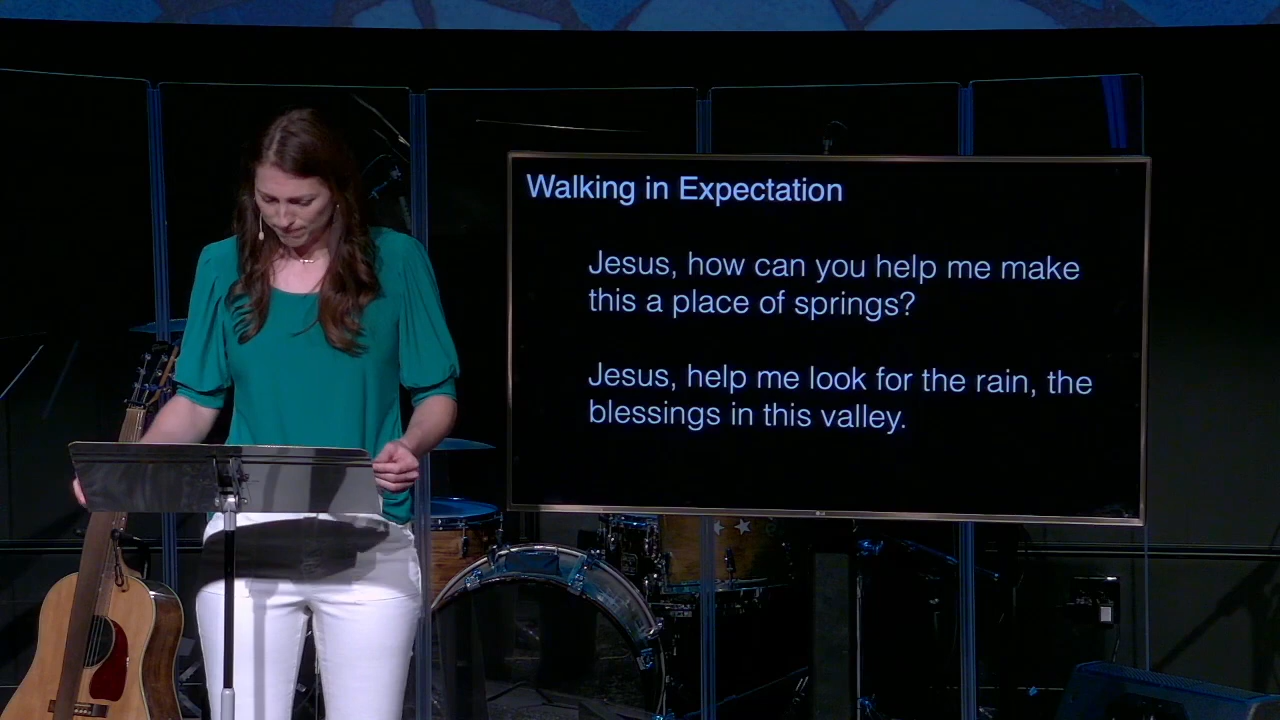 Walking in Expectation
Jesus, how can you help me make
this a place of springs?
Jesus, help me look for the rain, the
blessings in this valley.